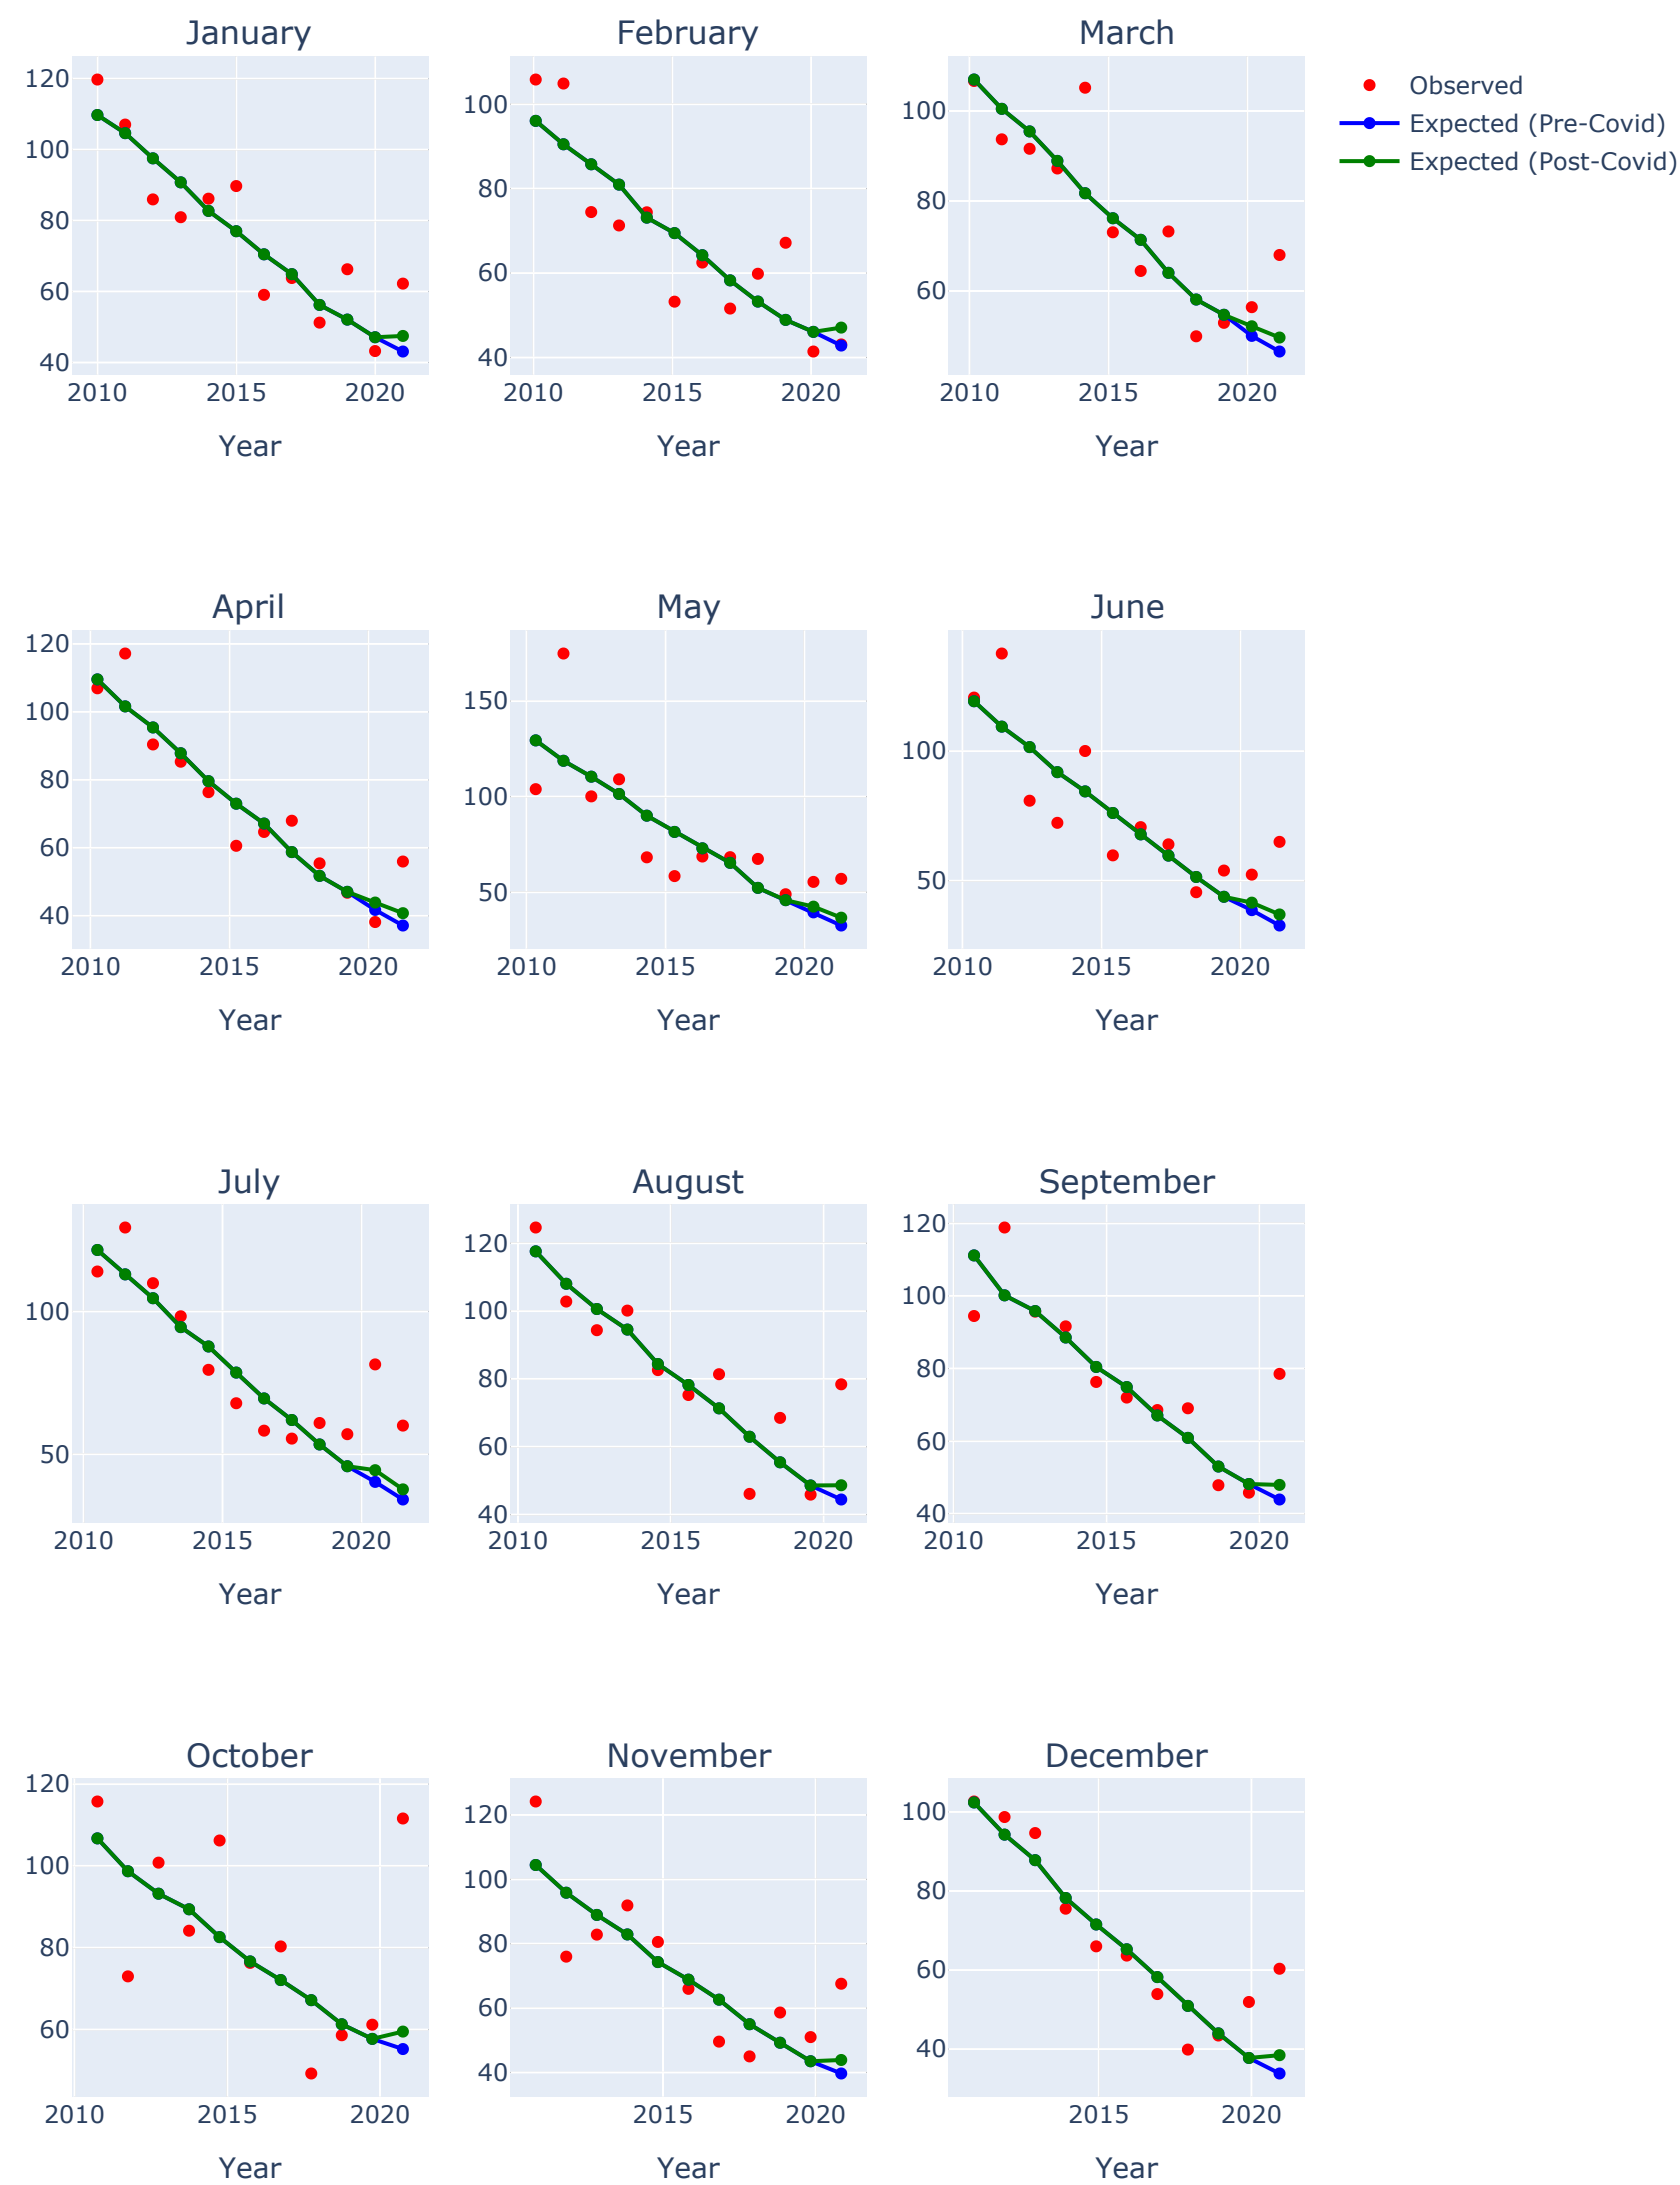 January
February
March
Observed
Expected (Pre-Covid)
Expected (Post-Covid)
120
100
80
60
40
100
80
60
40
100
80
60
2010 2015 2020
2010 2015 2020
2010 2015 2020
Year
Year
Year
April
May
June
120
100
80
60
40
150
100
50
100
50
2010 2015 2020
2010 2015 2020
2010 2015 2020
Year
Year
Year
July
August
September
100
50
120
100
80
60
40
120
100
80
60
40
2010 2015 2020
2010 2015 2020
2010 2015 2020
Year
Year
Year
October
November
December
120
100
80
60
120
100
80
60
40
100
80
60
40
2010 2015 2020
2015 2020
2015 2020
Year
Year
Year